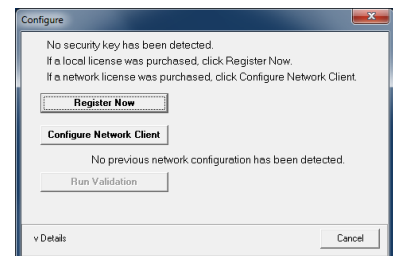 Configure
No security key has been detected.
If a local license was purchased, click Register Now.
If a network license was purchased, click Configure Network Client.
Register Now
Configure Network Client
No previous network configuration has been detected.
Run Validation
v Details
Cancel